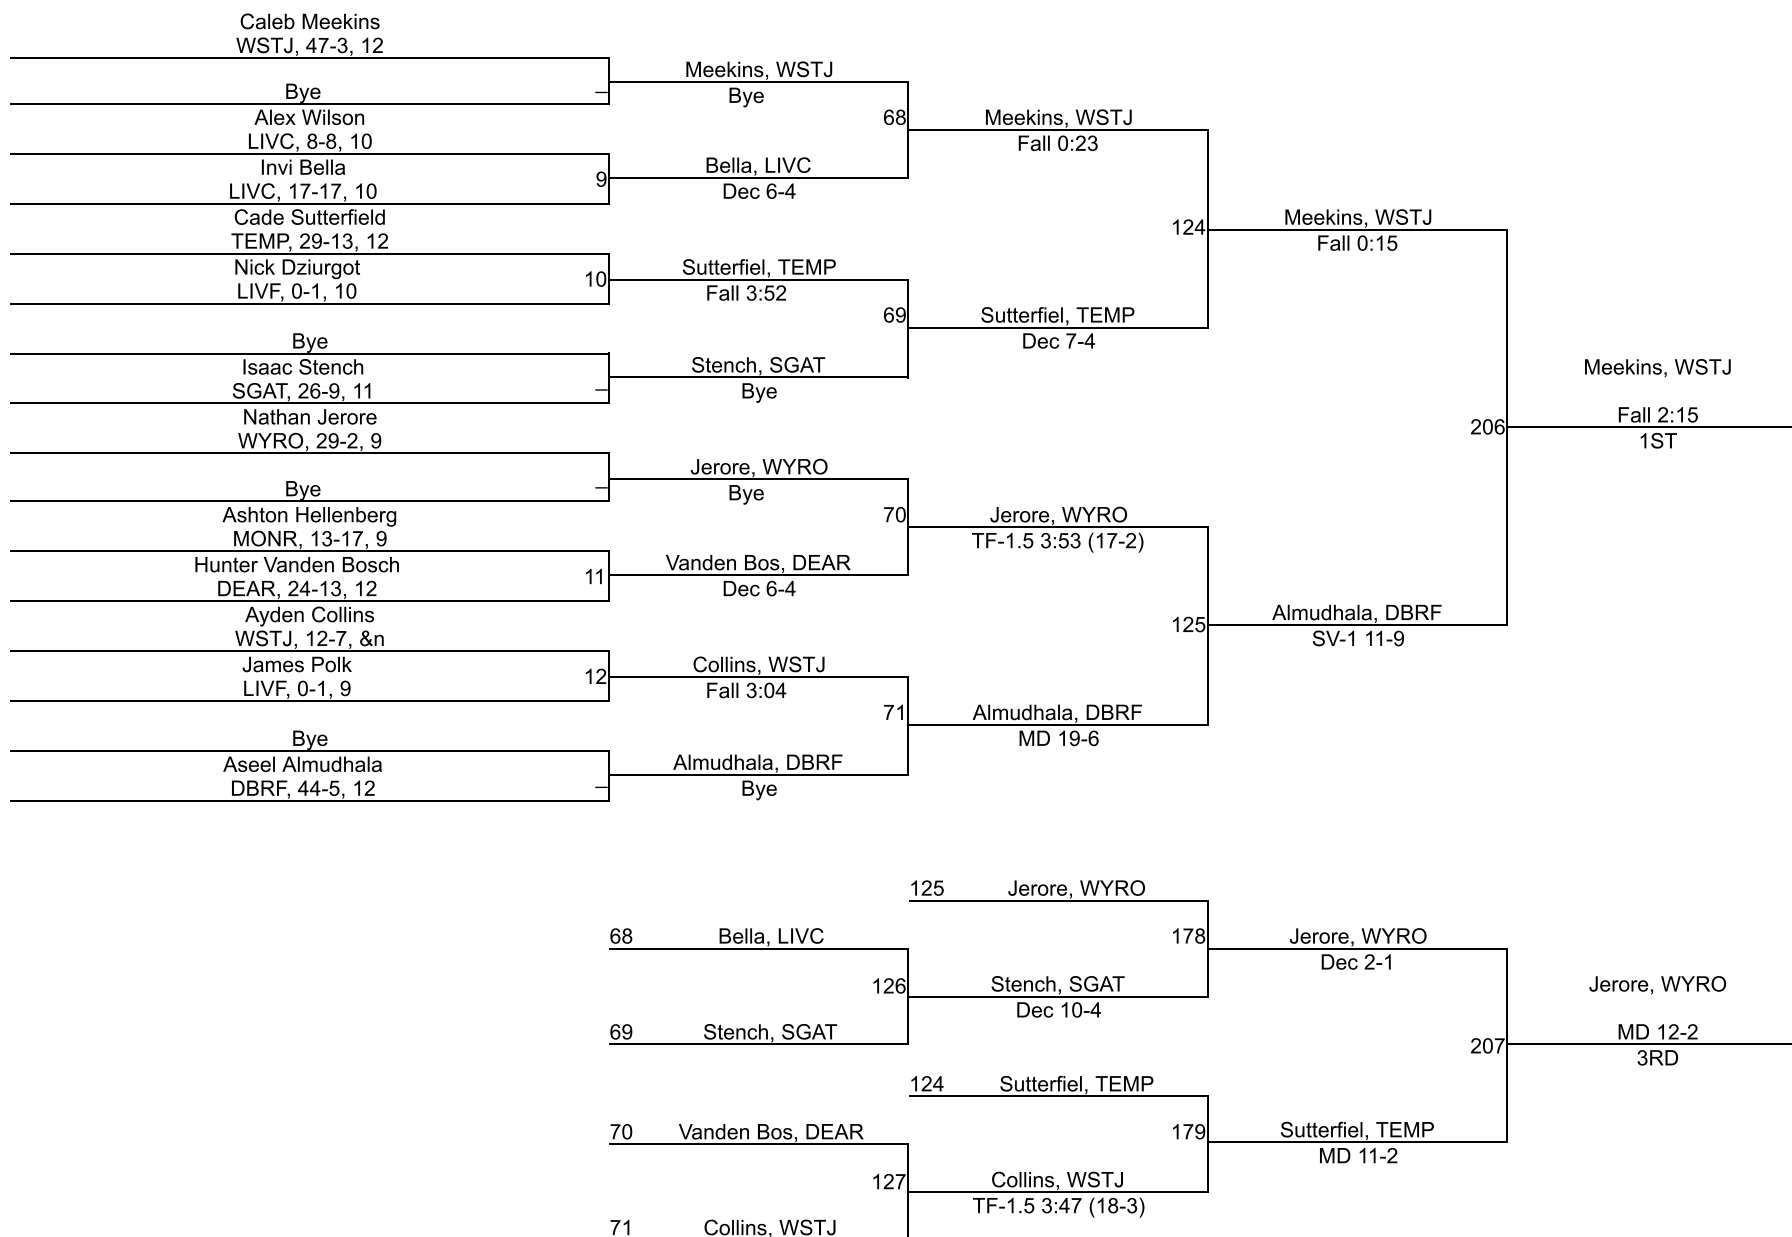 Caleb Meekins
WSTJ, 47-3, 12
Bye
Alex Wilson
LIVC, 8-8, 10
Invi Bella
LIVC, 17-17, 10
Cade Sutterfield
TEMP, 29-13, 12
Nick Dziurgot
LIVF, 0-1, 10
Bye
Isaac Stench
SGAT, 26-9, 11
Nathan Jerore
WYRO, 29-2, 9
Bye
Ashton Hellenberg
MONR, 13-17, 9
Hunter Vanden Bosch
DEAR, 24-13, 12
Ayden Collins
WSTJ, 12-7, &n
James Polk
LIVF, 0-1, 9
Bye
Aseel Almudhala
DBRF, 44-5, 12
–
Meekins, WSTJ
Bye
9
Bella, LIVC
Dec 6-4
10
Sutterfiel, TEMP
Fall 3:52
–
Stench, SGAT
Bye
–
Jerore, WYRO
Bye
11
Vanden Bos, DEAR
Dec 6-4
12
Collins, WSTJ
Fall 3:04
–
Almudhala, DBRF
Bye
68
Meekins, WSTJ
Fall 0:23
69
Sutterfiel, TEMP
Dec 7-4
70
Jerore, WYRO
TF-1.5 3:53 (17-2)
71
Almudhala, DBRF
MD 19-6
124
Meekins, WSTJ
Fall 0:15
125
Almudhala, DBRF
SV-1 11-9
206
Meekins, WSTJ
Fall 2:15
1ST
68 Bella, LIVC
69 Stench, SGAT
70 Vanden Bos, DEAR
71 Collins, WSTJ
125 Jerore, WYRO
126
Stench, SGAT
Dec 10-4
124 Sutterfiel, TEMP
127
Collins, WSTJ
TF-1.5 3:47 (18-3)
178
Jerore, WYRO
Dec 2-1
179
Sutterfiel, TEMP
MD 11-2
207
Jerore, WYRO
MD 12-2
3RD